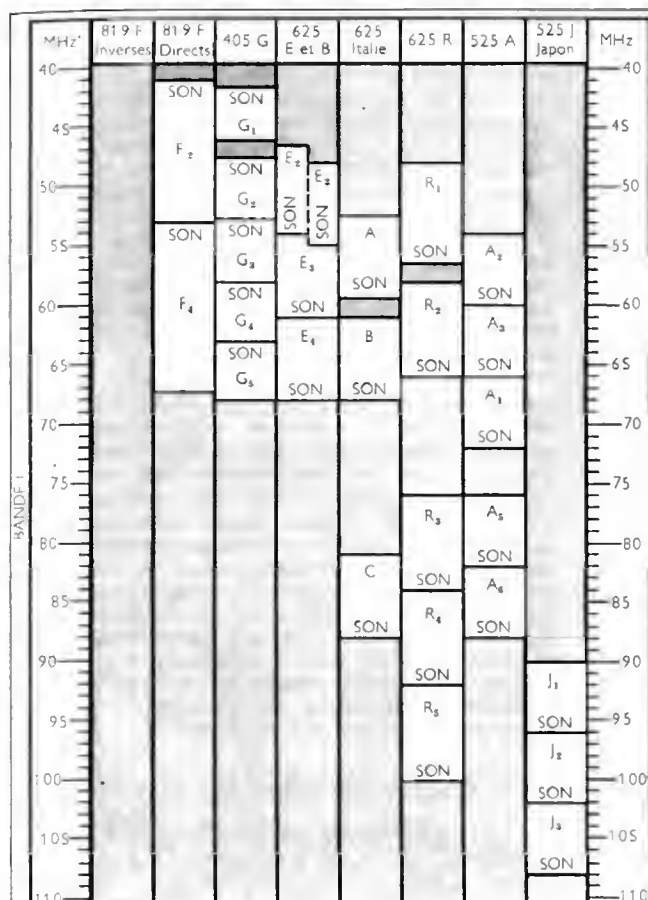 MHz
819 F
Inverses
819 F
Directs
405 G
625
E et B
625
Italie
625 R
525 A
525 J
Japon
MHz
40
45
50
55
60
65
70
75
80
85
90
95
100
105
110
BANDE I
SON
F2
SON
F4
SON
G1
SON
G2
SON
G3
SON
G4
SON
G5
E2
SON
E2
SON
E3
SON
E4
SON
A
SON
B
SON
C
SON
R1
SON
R2
SON
R3
SON
R4
SON
R5
SON
A2
SON
A3
SON
A1
SON
A5
SON
A6
SON
J1
SON
J2
SON
J3
SON
40
45
50
55
60
65
70
75
80
85
90
95
100
105
110